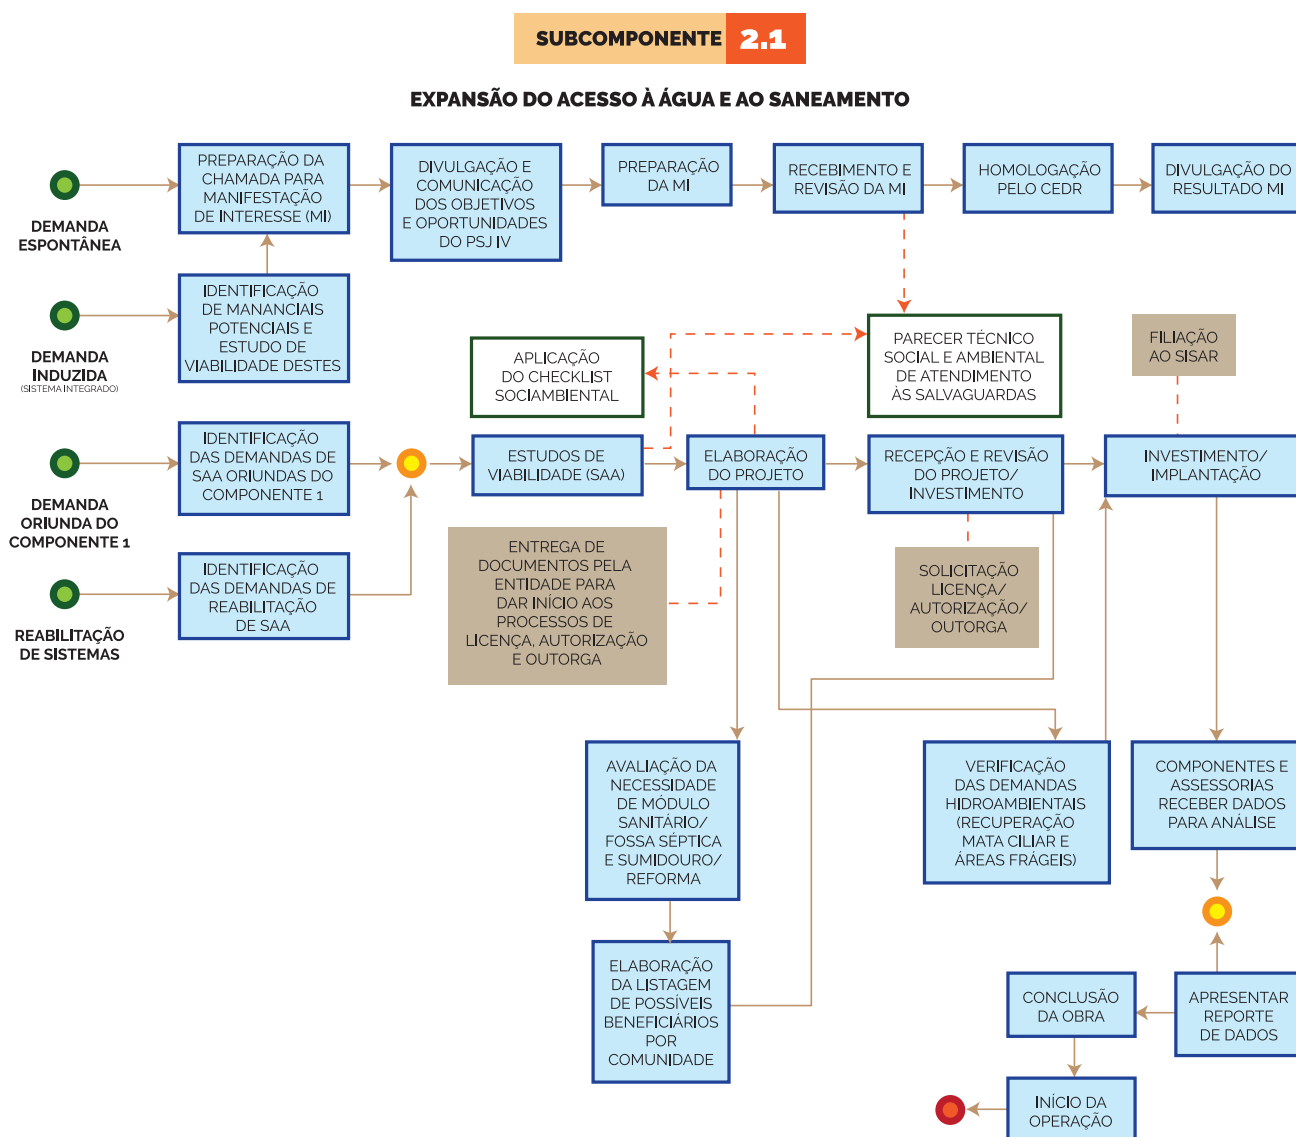 SUBCOMPONENTE 2.1
EXPANSÃO DO ACESSO À ÁGUA E AO SANEAMENTO
DEMANDA
ESPONTÂNEA
PREPARAÇÃO DA
CHAMADA PARA
MANIFESTAÇÃO
DE INTERESSE (MI)
DIVULGAÇÃO E
COMUNICAÇÃO
DOS OBJETIVOS
E OPORTUNIDADES
DO PSJ IV
PREPARAÇÃO
DA MI
RECEBIMENTO E
REVISÃO DA MI
HOMOLOGAÇÃO
PELO CEDR
DIVULGAÇÃO DO
RESULTADO MI
DEMANDA
INDUZIDA
(SISTEMA INTEGRADO)
IDENTIFICAÇÃO
DE MANANCIAIS
POTENCIAIS E
ESTUDO DE
VIABILIDADE DESTES
APLICAÇÃO
DO CHECKLIST
SOCIAMBIENTAL
PARECER TÉCNICO
SOCIAL E AMBIENTAL
DE ATENDIMENTO
ÀS SALVAGUARDAS
FILIAÇÃO
AO SISAR
DEMANDA
ORIUNDA DO
COMPONENTE 1
IDENTIFICAÇÃO
DAS DEMANDAS DE
SAA ORIUNDAS DO
COMPONENTE 1
ESTUDOS DE
VIABILIDADE (SAA)
ELABORAÇÃO
DO PROJETO
RECEPÇÃO E REVISÃO
DO PROJETO/
INVESTIMENTO
INVESTIMENTO/
IMPLANTAÇÃO
REABILITAÇÃO
DE SISTEMAS
IDENTIFICAÇÃO
DAS DEMANDAS DE
REABILITAÇÃO
DE SAA
ENTREGA DE
DOCUMENTOS PELA
ENTIDADE PARA
DAR INÍCIO AOS
PROCESSOS DE
LICENÇA, AUTORIZAÇÃO
E OUTORGA
SOLICITAÇÃO
LICENÇA/
AUTORIZAÇÃO/
OUTORGA
AVALIAÇÃO DA
NECESSIDADE
DE MÓDULO
SANITÁRIO/
FOSSA SÉPTICA
E SUMIDOURO/
REFORMA
VERIFICAÇÃO
DAS DEMANDAS
HIDROAMBIENTAIS
(RECUPERAÇÃO
MATA CILIAR E
ÁREAS FRÁGEIS)
COMPONENTES E
ASSESSORIAS
RECEBER DADOS
PARA ANÁLISE
ELABORAÇÃO
DA LISTAGEM
DE POSSÍVEIS
BENEFICIÁRIOS
POR
COMUNIDADE
CONCLUSÃO
DA OBRA
APRESENTAR
REPORTE
DE DADOS
INÍCIO DA
OPERAÇÃO